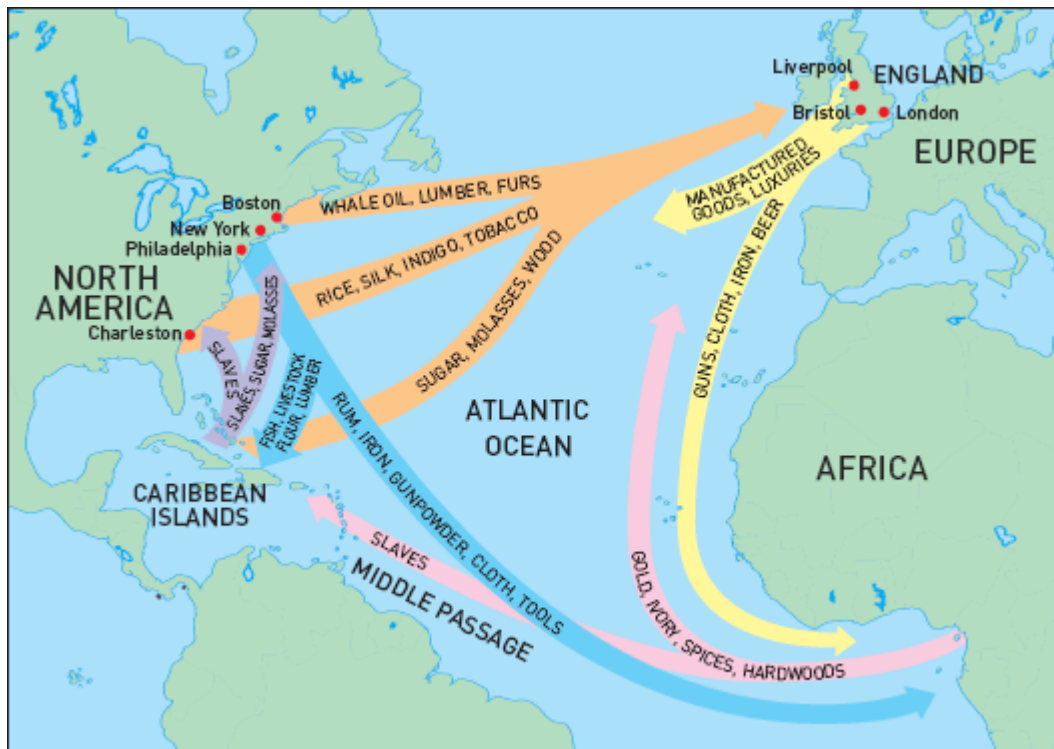 Liverpool
ENGLAND
Bristol
London
EUROPE
MANUFACTURED
GOODS, LUXURIES
WHALE OIL, LUMBER, FURS
Boston
New York
Philadelphia
RICE, SILK, INDIGO, TOBACCO
NORTH
AMERICA
Charleston
SUGAR, MOLASSES, WOOD
GUNS, CLOTH, IRON, BEER
SLAVES
SLAVES, SUGAR, MOLASSES
FISH, LIVESTOCK
FLOUR, LUMBER
RUM, IRON, GUNPOWDER, CLOTH, TOOLS
ATLANTIC
OCEAN
AFRICA
CARIBBEAN
ISLANDS
SLAVES
MIDDLE PASSAGE
GOLD, IVORY, SPICES, HARDWOODS